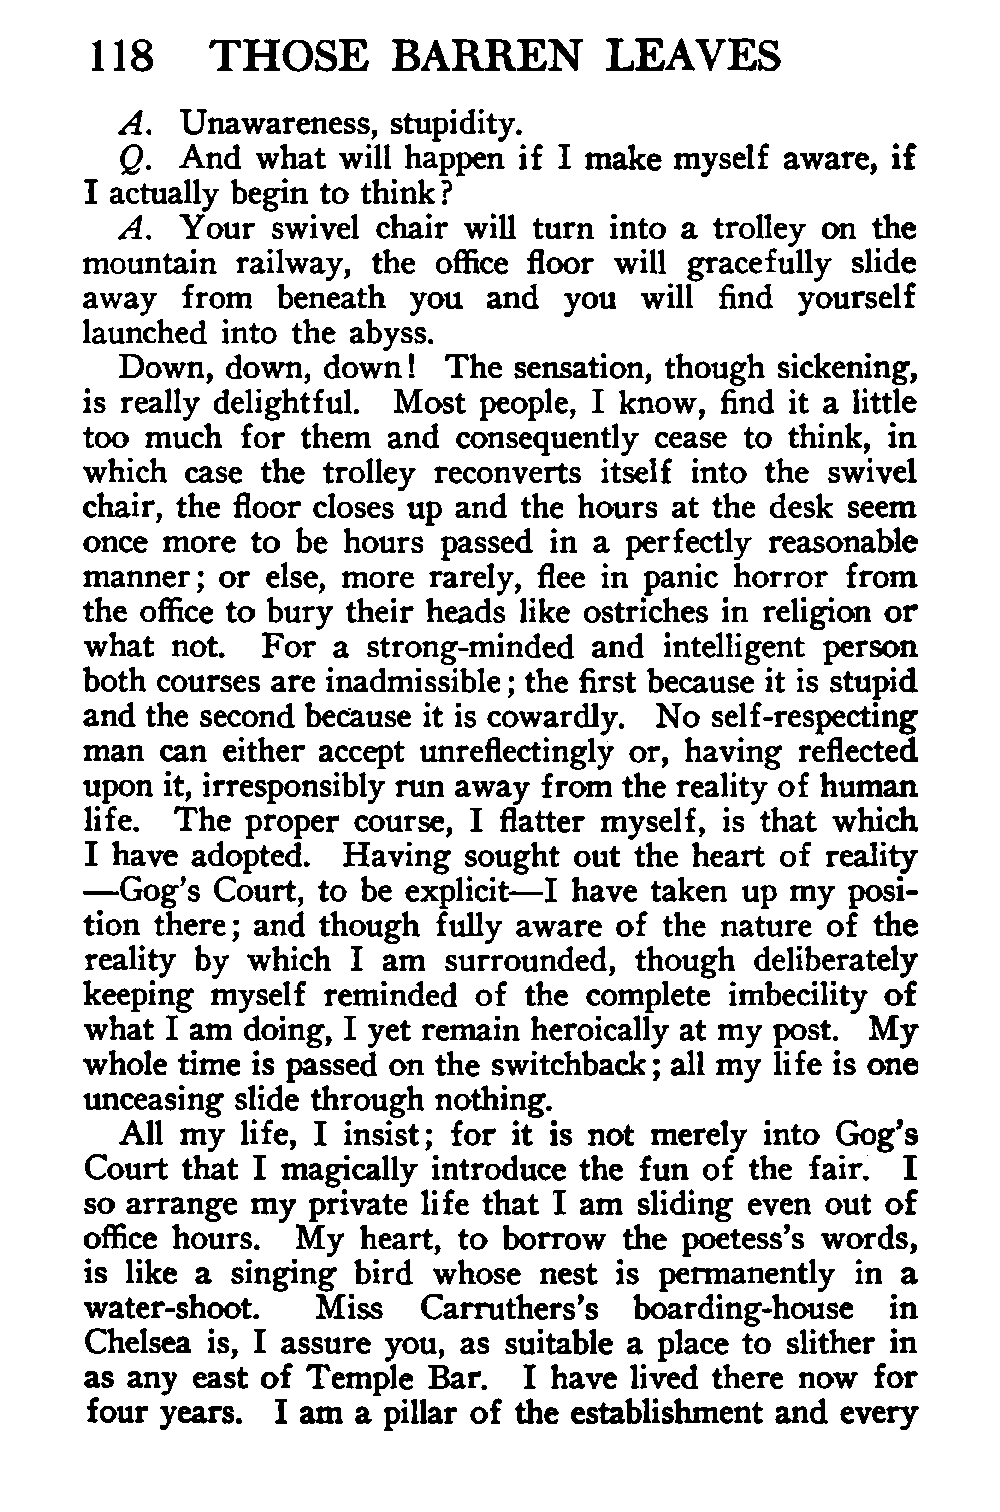 118 THOSE BARREN LEAVES
A. Unawareness, stupidity.
Q. And what will happen if I make myself aware, if
I actually begin to think?
A. Your swivel chair will turn into a trolley on the
mountain railway, the office floor will gracefully slide
away from beneath you and you will find yourself
launched into the abyss.
Down, down, down! The sensation, though sickening,
is really delightful. Most people, I know, find it a little
too much for them and consequently cease to think, in
which case the trolley reconverts itself into the swivel
chair, the floor closes up and the hours at the desk seem
once more to be hours passed in a perfectly reasonable
manner; or else, more rarely, flee in panic horror from
the office to bury their heads like ostriches in religion or
what not. For a strong-minded and intelligent person
both courses are inadmissible; the first because it is stupid
and the second because it is cowardly. No self-respecting
man can either accept unreflectingly or, having reflected
upon it, irresponsibly run away from the reality of human
life. The proper course, I flatter myself, is that which
I have adopted. Having sought out the heart of reality
—Gog's Court, to be explicit—I have taken up my posi-
tion there; and though fully aware of the nature of the
reality by which I am surrounded, though deliberately
keeping myself reminded of the complete imbecility of
what I am doing, I yet remain heroically at my post. My
whole time is passed on the switchback; all my life is one
unceasing slide through nothing.
All my life, I insist; for it is not merely into Gog's
Court that I magically introduce the fun of the fair. I
so arrange my private life that I am sliding even out of
office hours. My heart, to borrow the poetess's words,
is like a singing bird whose nest is permanently in a
water-shoot. Miss Carruthers's boarding-house in
Chelsea is, I assure you, as suitable a place to slither in
as any east of Temple Bar. I have lived there now for
four years. I am a pillar of the establishment and every